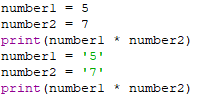 number1 = 5
number2 = 7
print(number1 * number2)
number1 = '5'
number2 = '7'
print(number1 * number2)